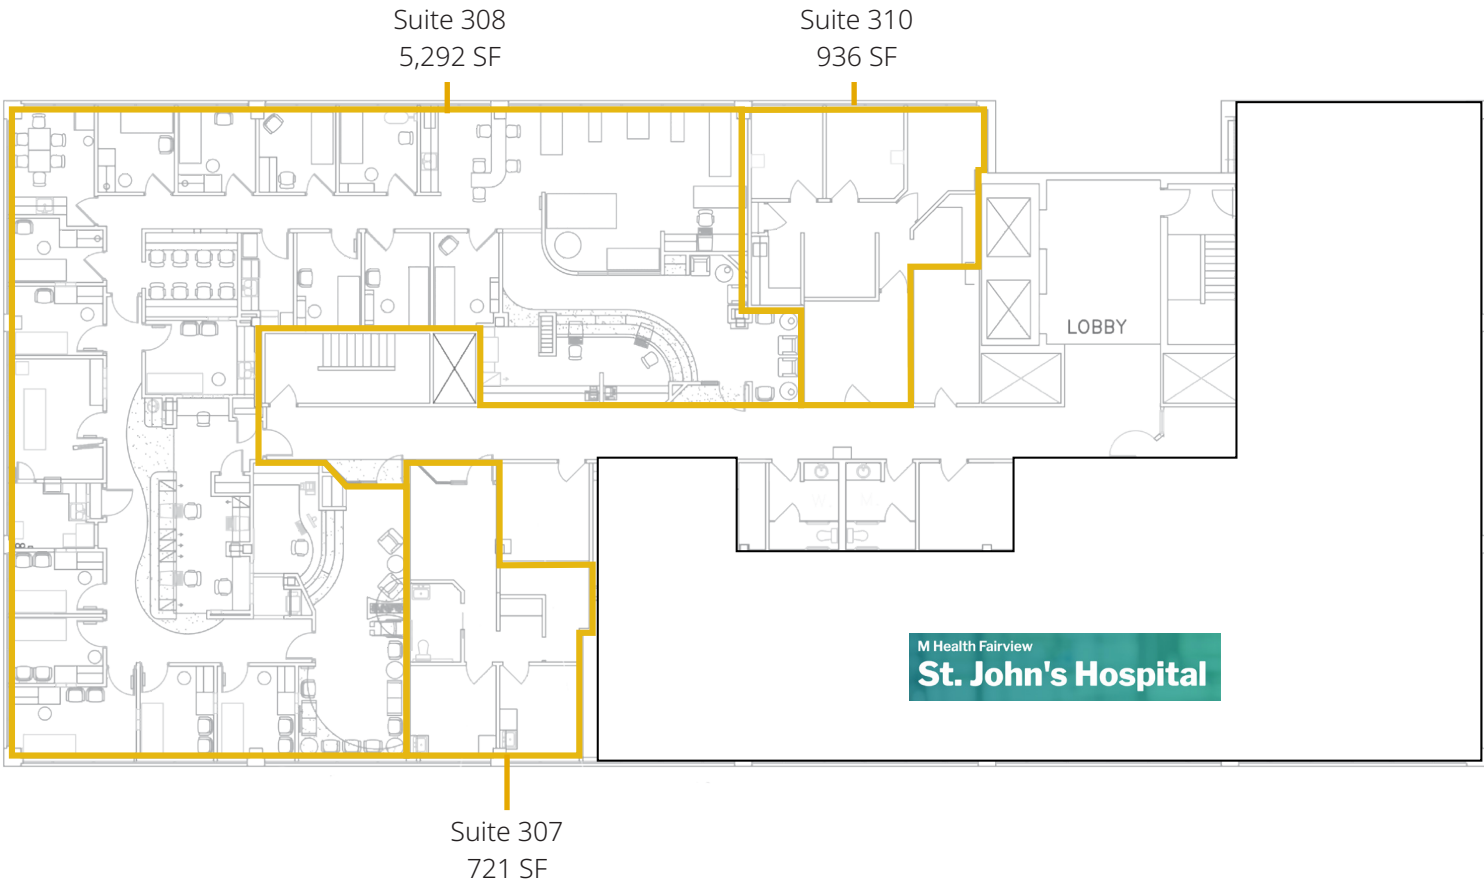 Suite 308
5,292 SF
Suite 310
936 SF
LOBBY
M Health Fairview
St. John's Hospital
Suite 307
721 SF